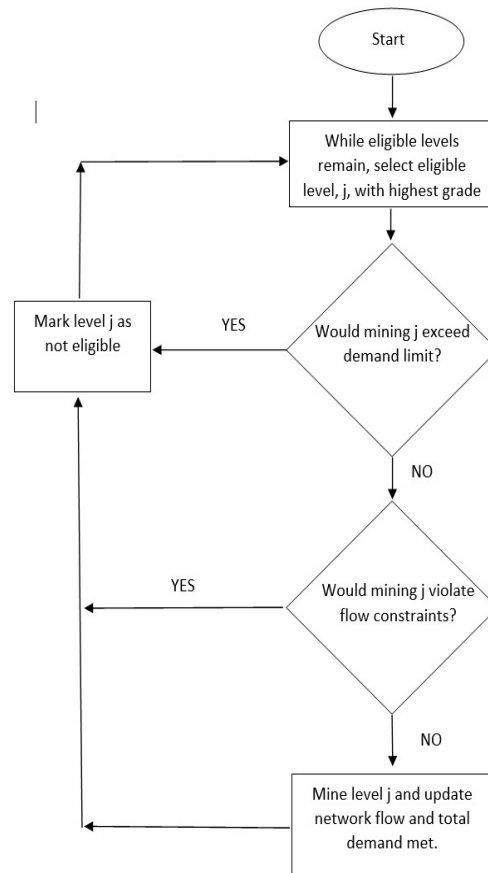 Start
While eligible levels
remain, select eligible
level, j, with highest grade
Mark level j as
not eligible
YES
Would mining j exceed
demand limit?
NO
YES
Would mining j violate
flow constraints?
NO
Mine level j and update
network flow and total
demand met.